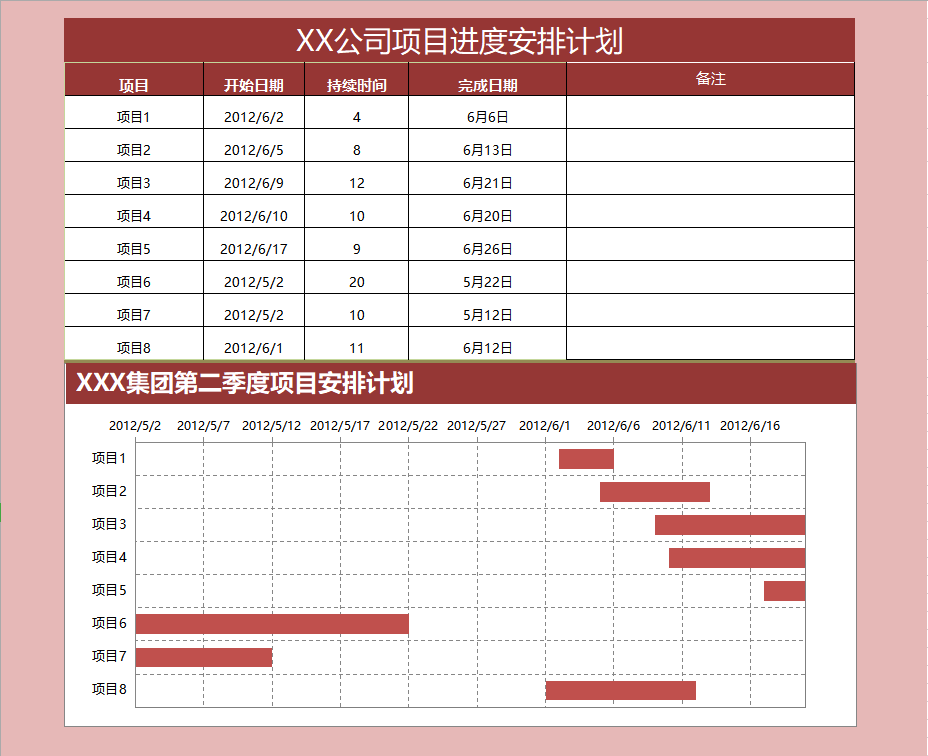 XX公司项目进度安排计划
项目 开始日期 持续时间 完成日期 备注
项目1 2012/6/2 4 6月6日
项目2 2012/6/5 8 6月13日
项目3 2012/6/9 12 6月21日
项目4 2012/6/10 10 6月20日
项目5 2012/6/17 9 6月26日
项目6 2012/5/2 20 5月22日
项目7 2012/5/2 10 5月12日
项目8 2012/6/1 11 6月12日
XXX集团第二季度项目安排计划
2012/5/2 2012/5/7 2012/5/12 2012/5/17 2012/5/22 2012/5/27 2012/6/1 2012/6/6 2012/6/11 2012/6/16
项目1
项目2
项目3
项目4
项目5
项目6
项目7
项目8